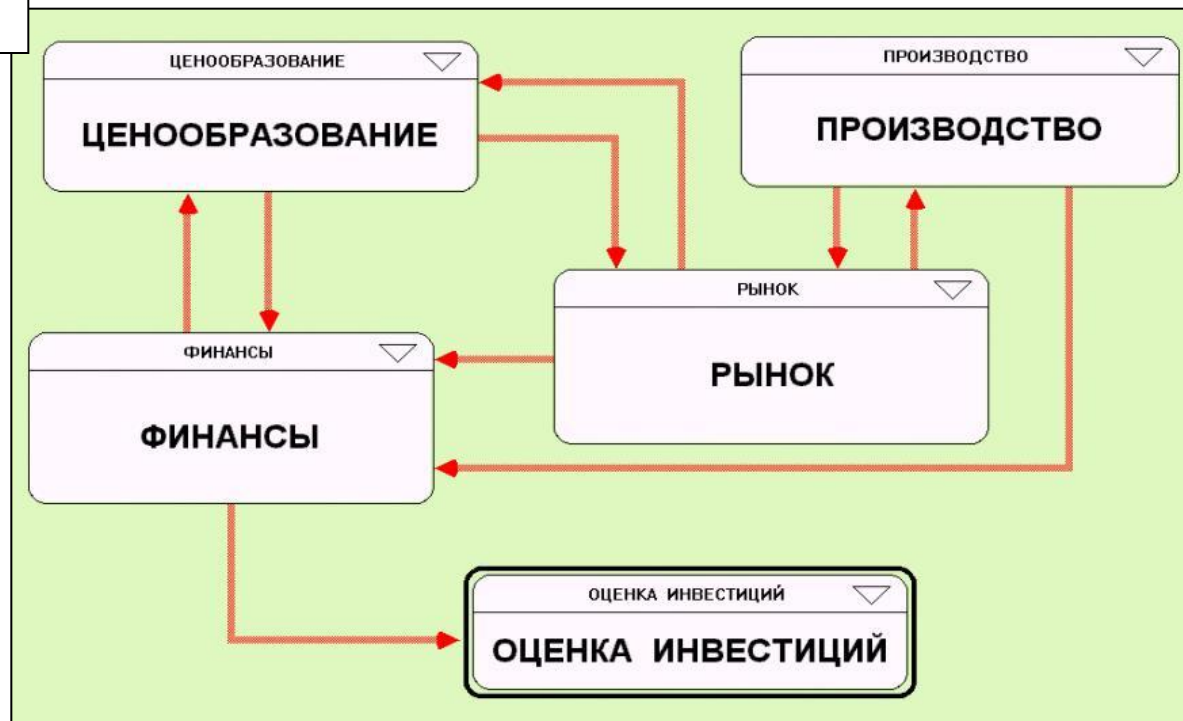 ЦЕНООБРАЗОВАНИЕ
ЦЕНООБРАЗОВАНИЕ
ПРОИЗВОДСТВО
ПРОИЗВОДСТВО
РЫНОК
РЫНОК
ФИНАНСЫ
ФИНАНСЫ
ОЦЕНКА ИНВЕСТИЦИЙ
ОЦЕНКА ИНВЕСТИЦИЙ